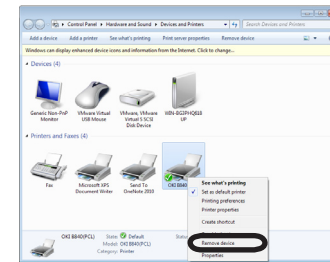 Control Panel ▸ Hardware and Sound ▸ Devices and Printers
Search Devices and Printers
Add a device Add a printer See what's printing Print server properties Remove device
Windows can display enhanced device icons and information from the Internet. Click to change...
Devices (4)
Generic Non-PnP Monitor
VMware Virtual USB Mouse
VMware, VMware Virtual S SCSI Disk Device
Printers and Faxes (4)
Fax
Microsoft XPS Document Writer
Send To OneNote 2010
OKI B840
See what's printing
Set as default printer
Printing preferences
Printer properties
Create shortcut
Remove device
Properties
OKI B840(PCL)
State: Default
Model: OKI B840(PCL)
Category: Printer
Status